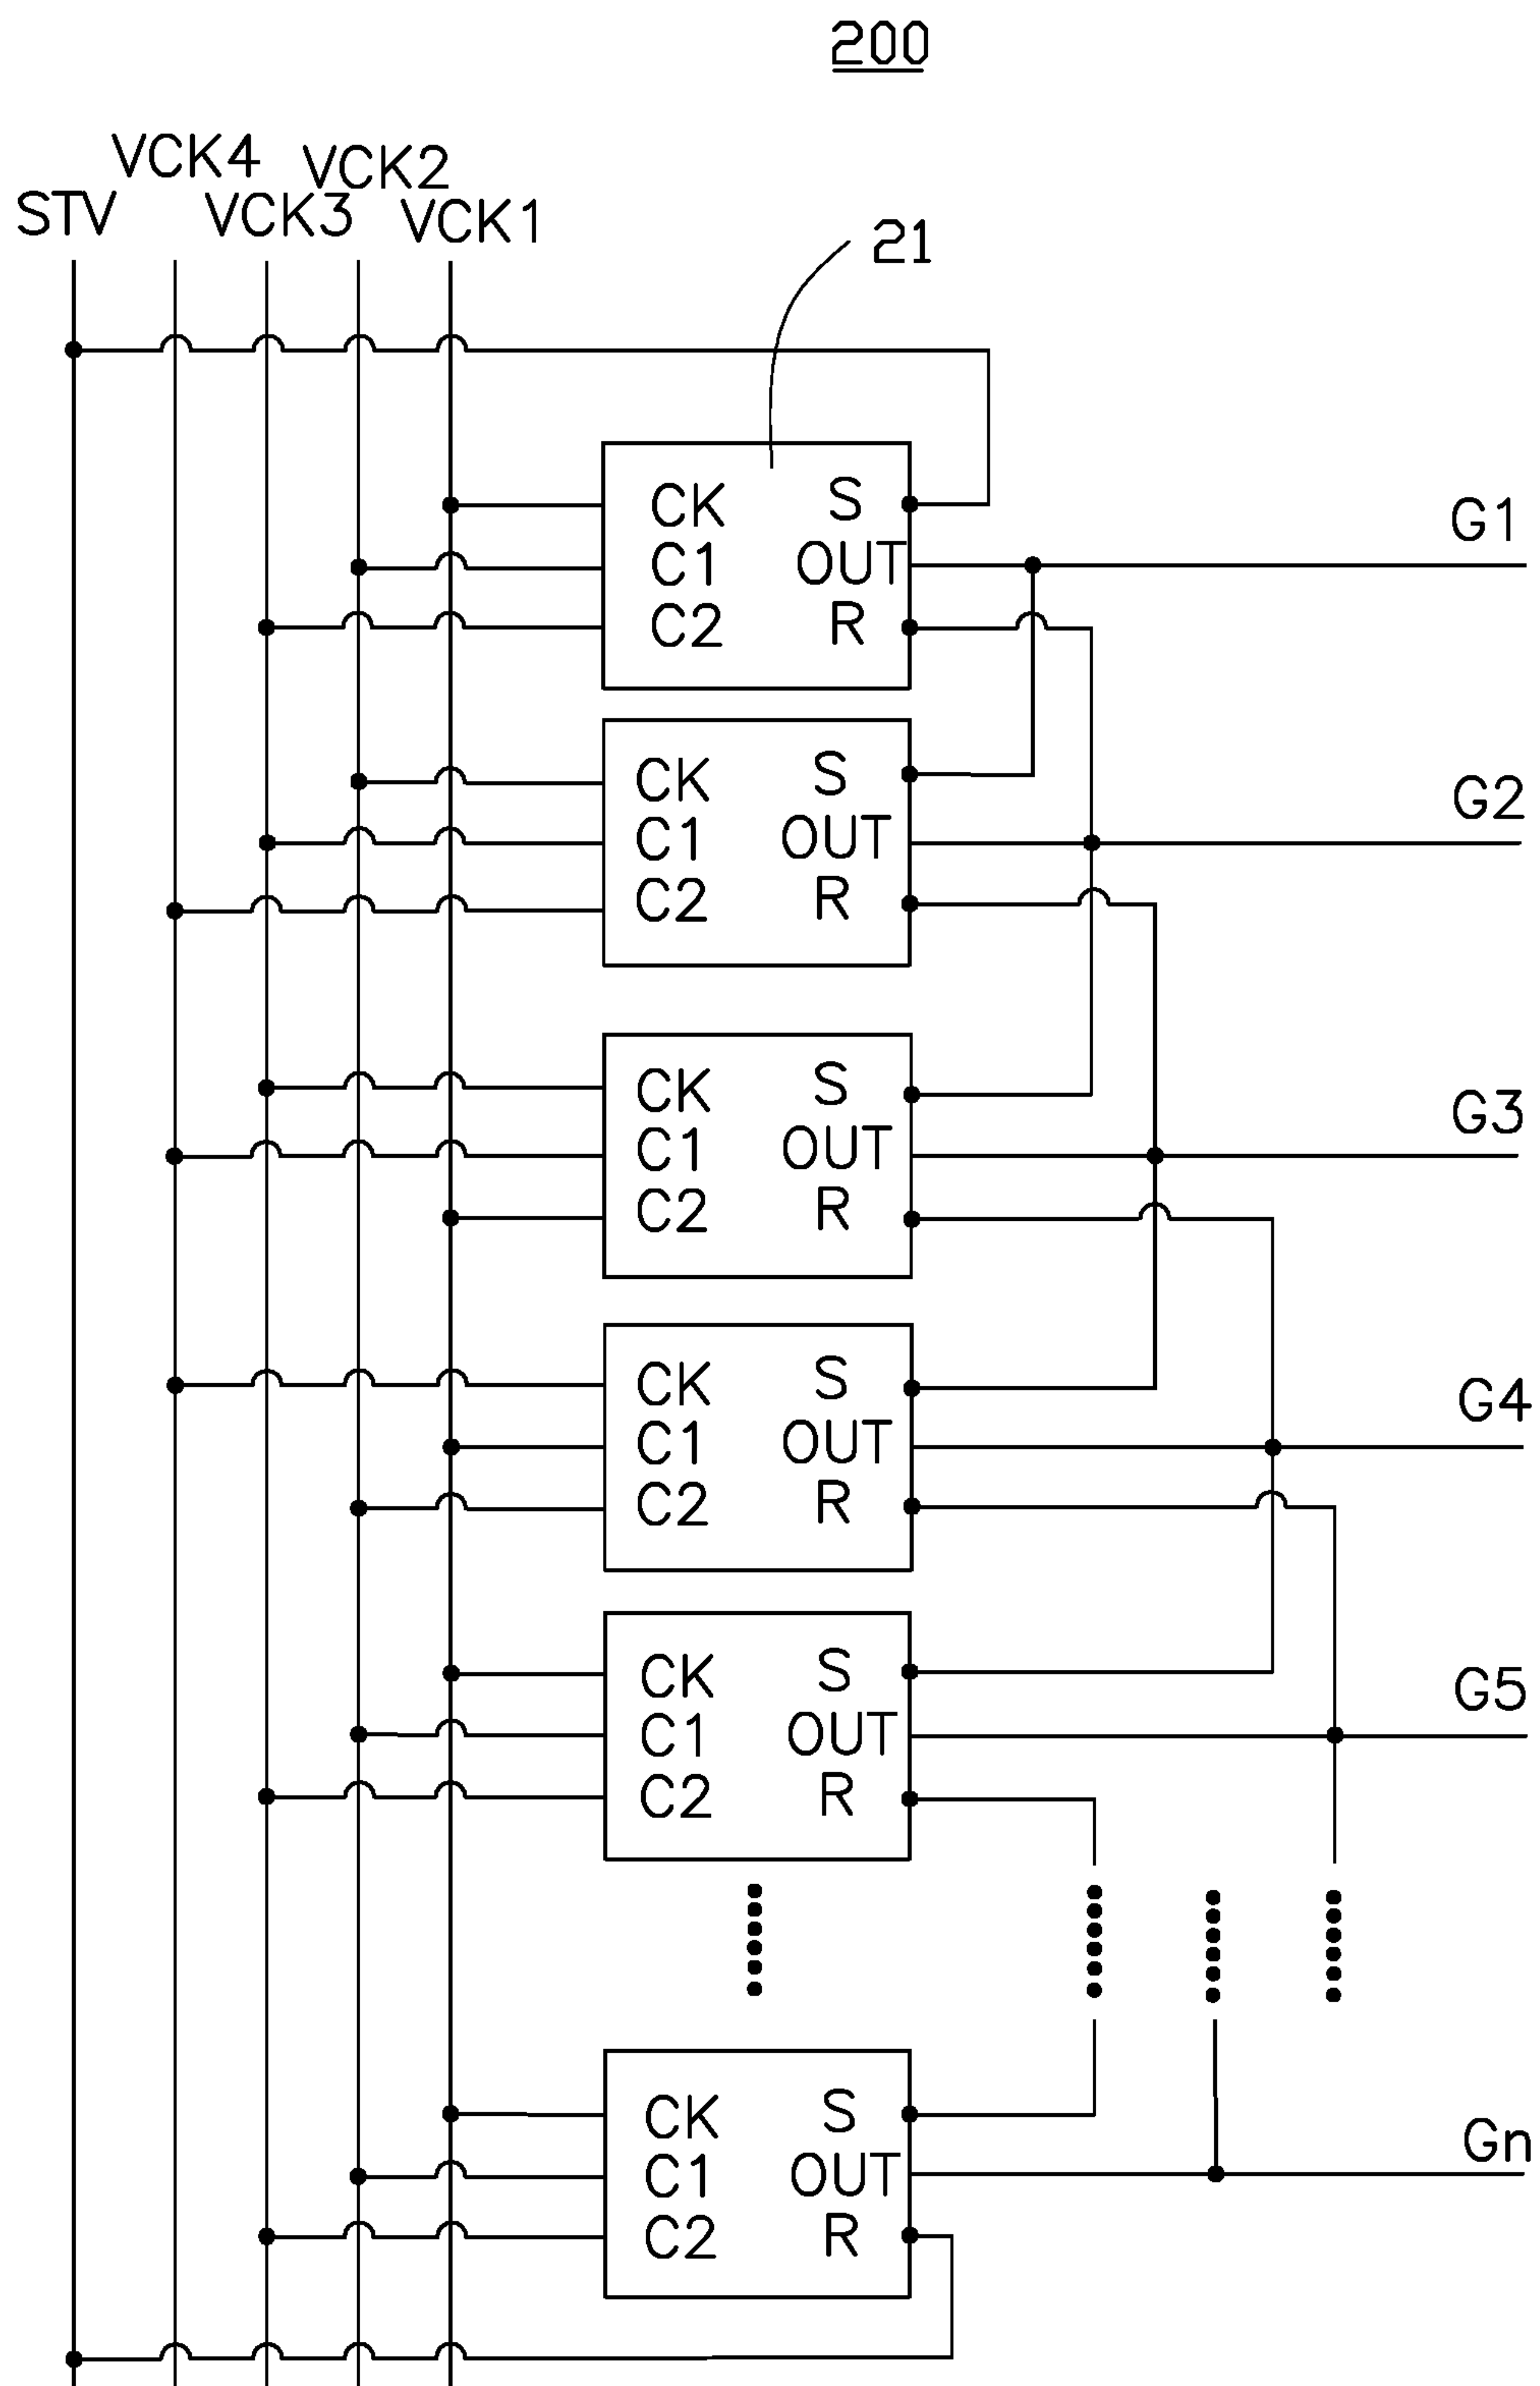 200
VCK4 VCK2
STV VCK3 VCK1
21
CK S
G1
C1 OUT
C2 R
CK S
G2
C1 OUT
C2 R
CK S
G3
C1 OUT
C2 R
CK S
G4
C1 OUT
C2 R
CK S
G5
C1 OUT
C2 R
CK S
Gn
C1 OUT
C2 R